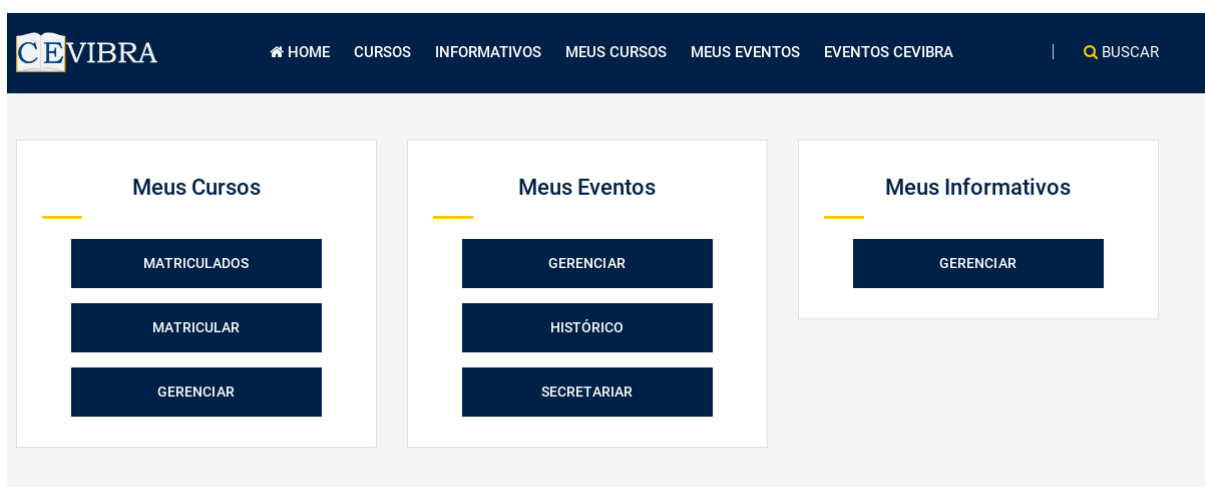 CEVIBRA
HOME CURSOS INFORMATIVOS MEUS CURSOS MEUS EVENTOS EVENTOS CEVIBRA | BUSCAR
Meus Cursos
MATRICULADOS
MATRICULAR
GERENCIAR
Meus Eventos
GERENCIAR
HISTÓRICO
SECRETARIAR
Meus Informativos
GERENCIAR